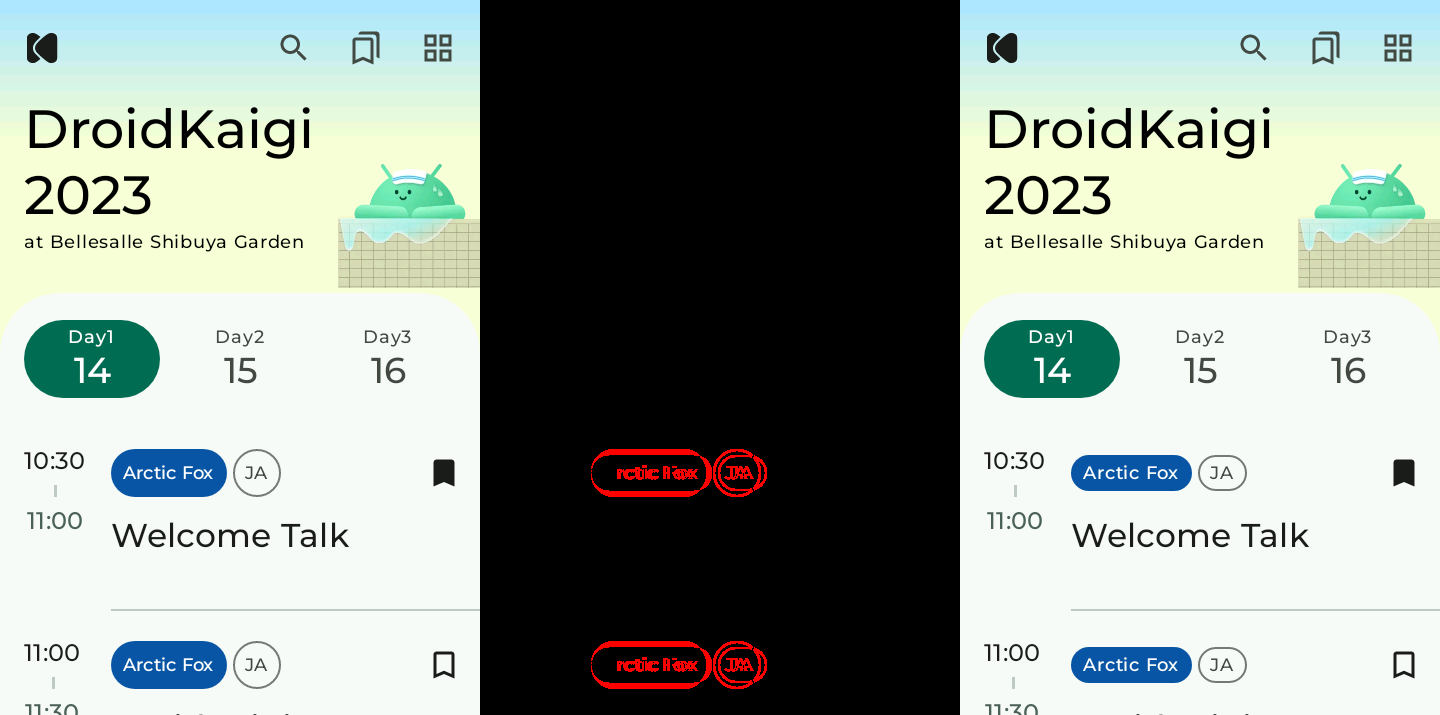 DroidKaigi
2023
at Bellesalle Shibuya Garden
Day1 Day2 Day3
14 15 16
10:30 Arctic Fox JA
11:00
Welcome Talk
11:00 Arctic Fox JA
11:30
rctic Fox JA
rctic Fox JA
DroidKaigi
2023
at Bellesalle Shibuya Garden
Day1 Day2 Day3
14 15 16
10:30 Arctic Fox JA
11:00
Welcome Talk
11:00 Arctic Fox JA
11:30